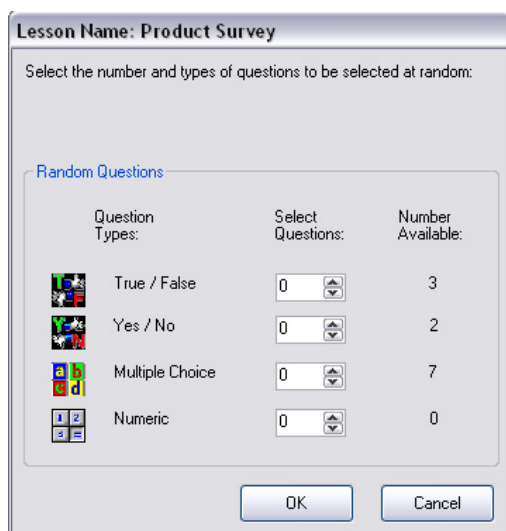 Lesson Name: Product Survey
Select the number and types of questions to be selected at random:
Random Questions
Question Types:
Select Questions:
Number Available:
True / False 0 3
Yes / No 0 2
Multiple Choice 0 7
Numeric 0 0
OK Cancel